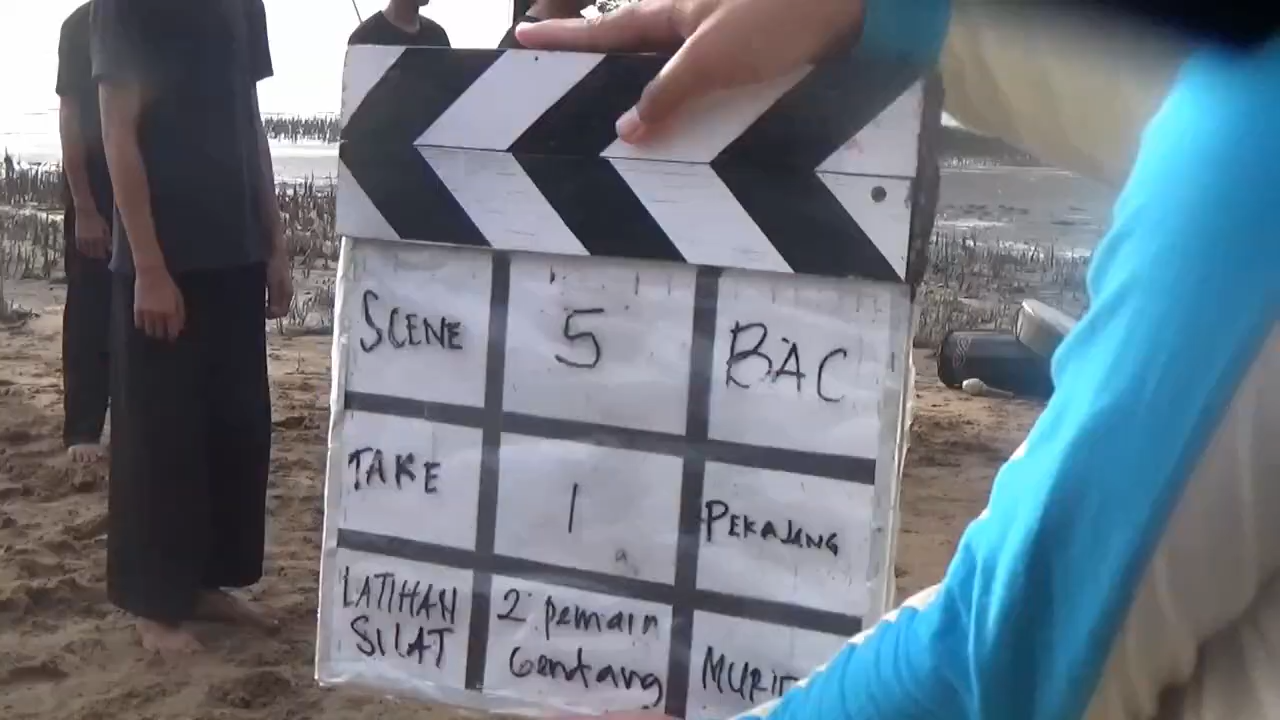 SCENE 5 BAC
TAKE 1 PEKAJANG
LATIHAN 2 pemain
SILAT Gentang